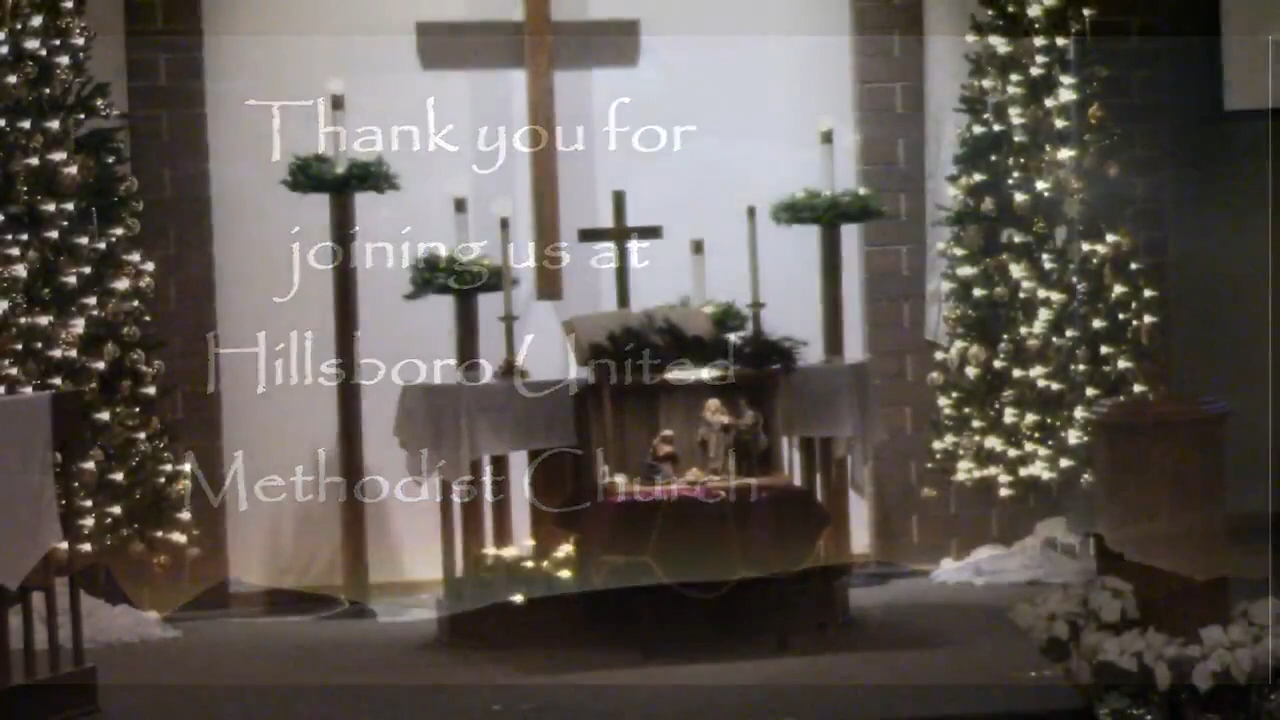 Thank you for
joining us at
Hillsboro United
Methodist Church